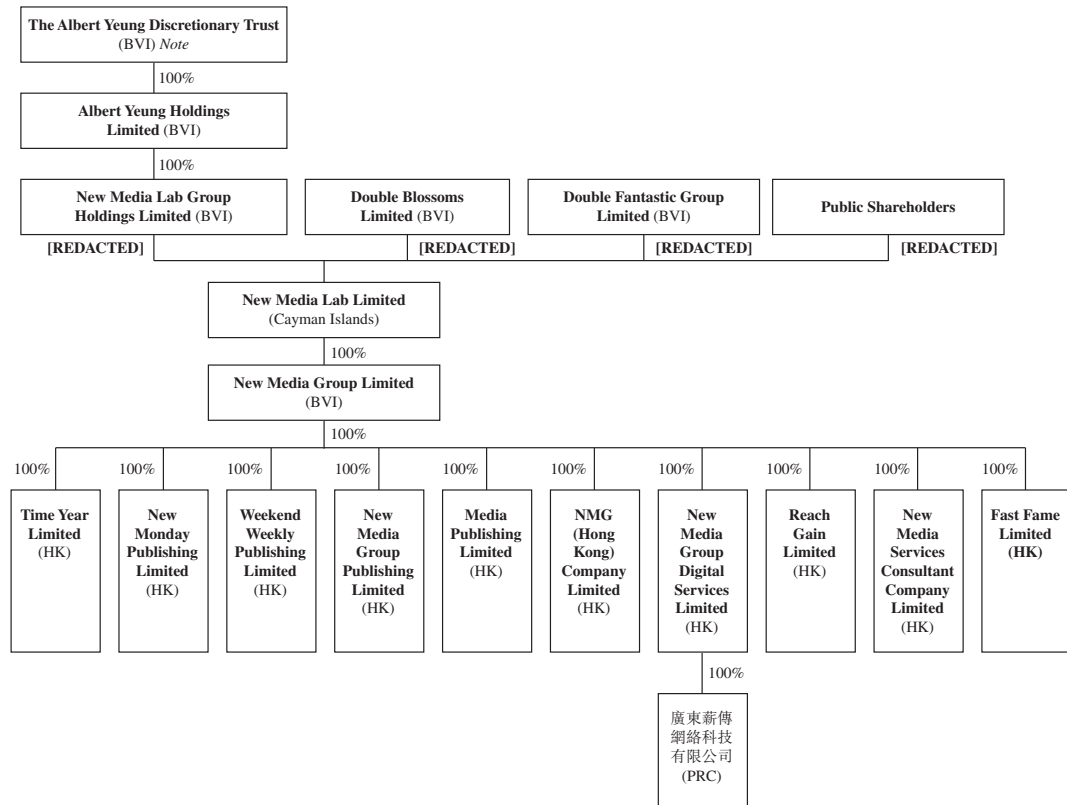 The Albert Yeung Discretionary Trust
(BVI) Note
100%
Albert Yeung Holdings
Limited (BVI)
100%
New Media Lab Group
Holdings Limited (BVI)
Double Blossoms
Limited (BVI)
Double Fantastic Group
Limited (BVI)
Public Shareholders
[REDACTED]
[REDACTED]
[REDACTED]
[REDACTED]
New Media Lab Limited
(Cayman Islands)
100%
New Media Group Limited
(BVI)
100%
100%
100%
100%
100%
100%
100%
100%
100%
100%
100%
Time Year
Limited
(HK)
New
Monday
Publishing
Limited
(HK)
Weekend
Weekly
Publishing
Limited
(HK)
New
Media
Group
Publishing
Limited
(HK)
Media
Publishing
Limited
(HK)
NMG
(Hong
Kong)
Company
Limited
(HK)
New
Media
Group
Digital
Services
Limited
(HK)
Reach
Gain
Limited
(HK)
New
Media
Services
Consultant
Company
Limited
(HK)
Fast Fame
Limited
(HK)
100%
廣東薪傳
網絡科技
有限公司
(PRC)